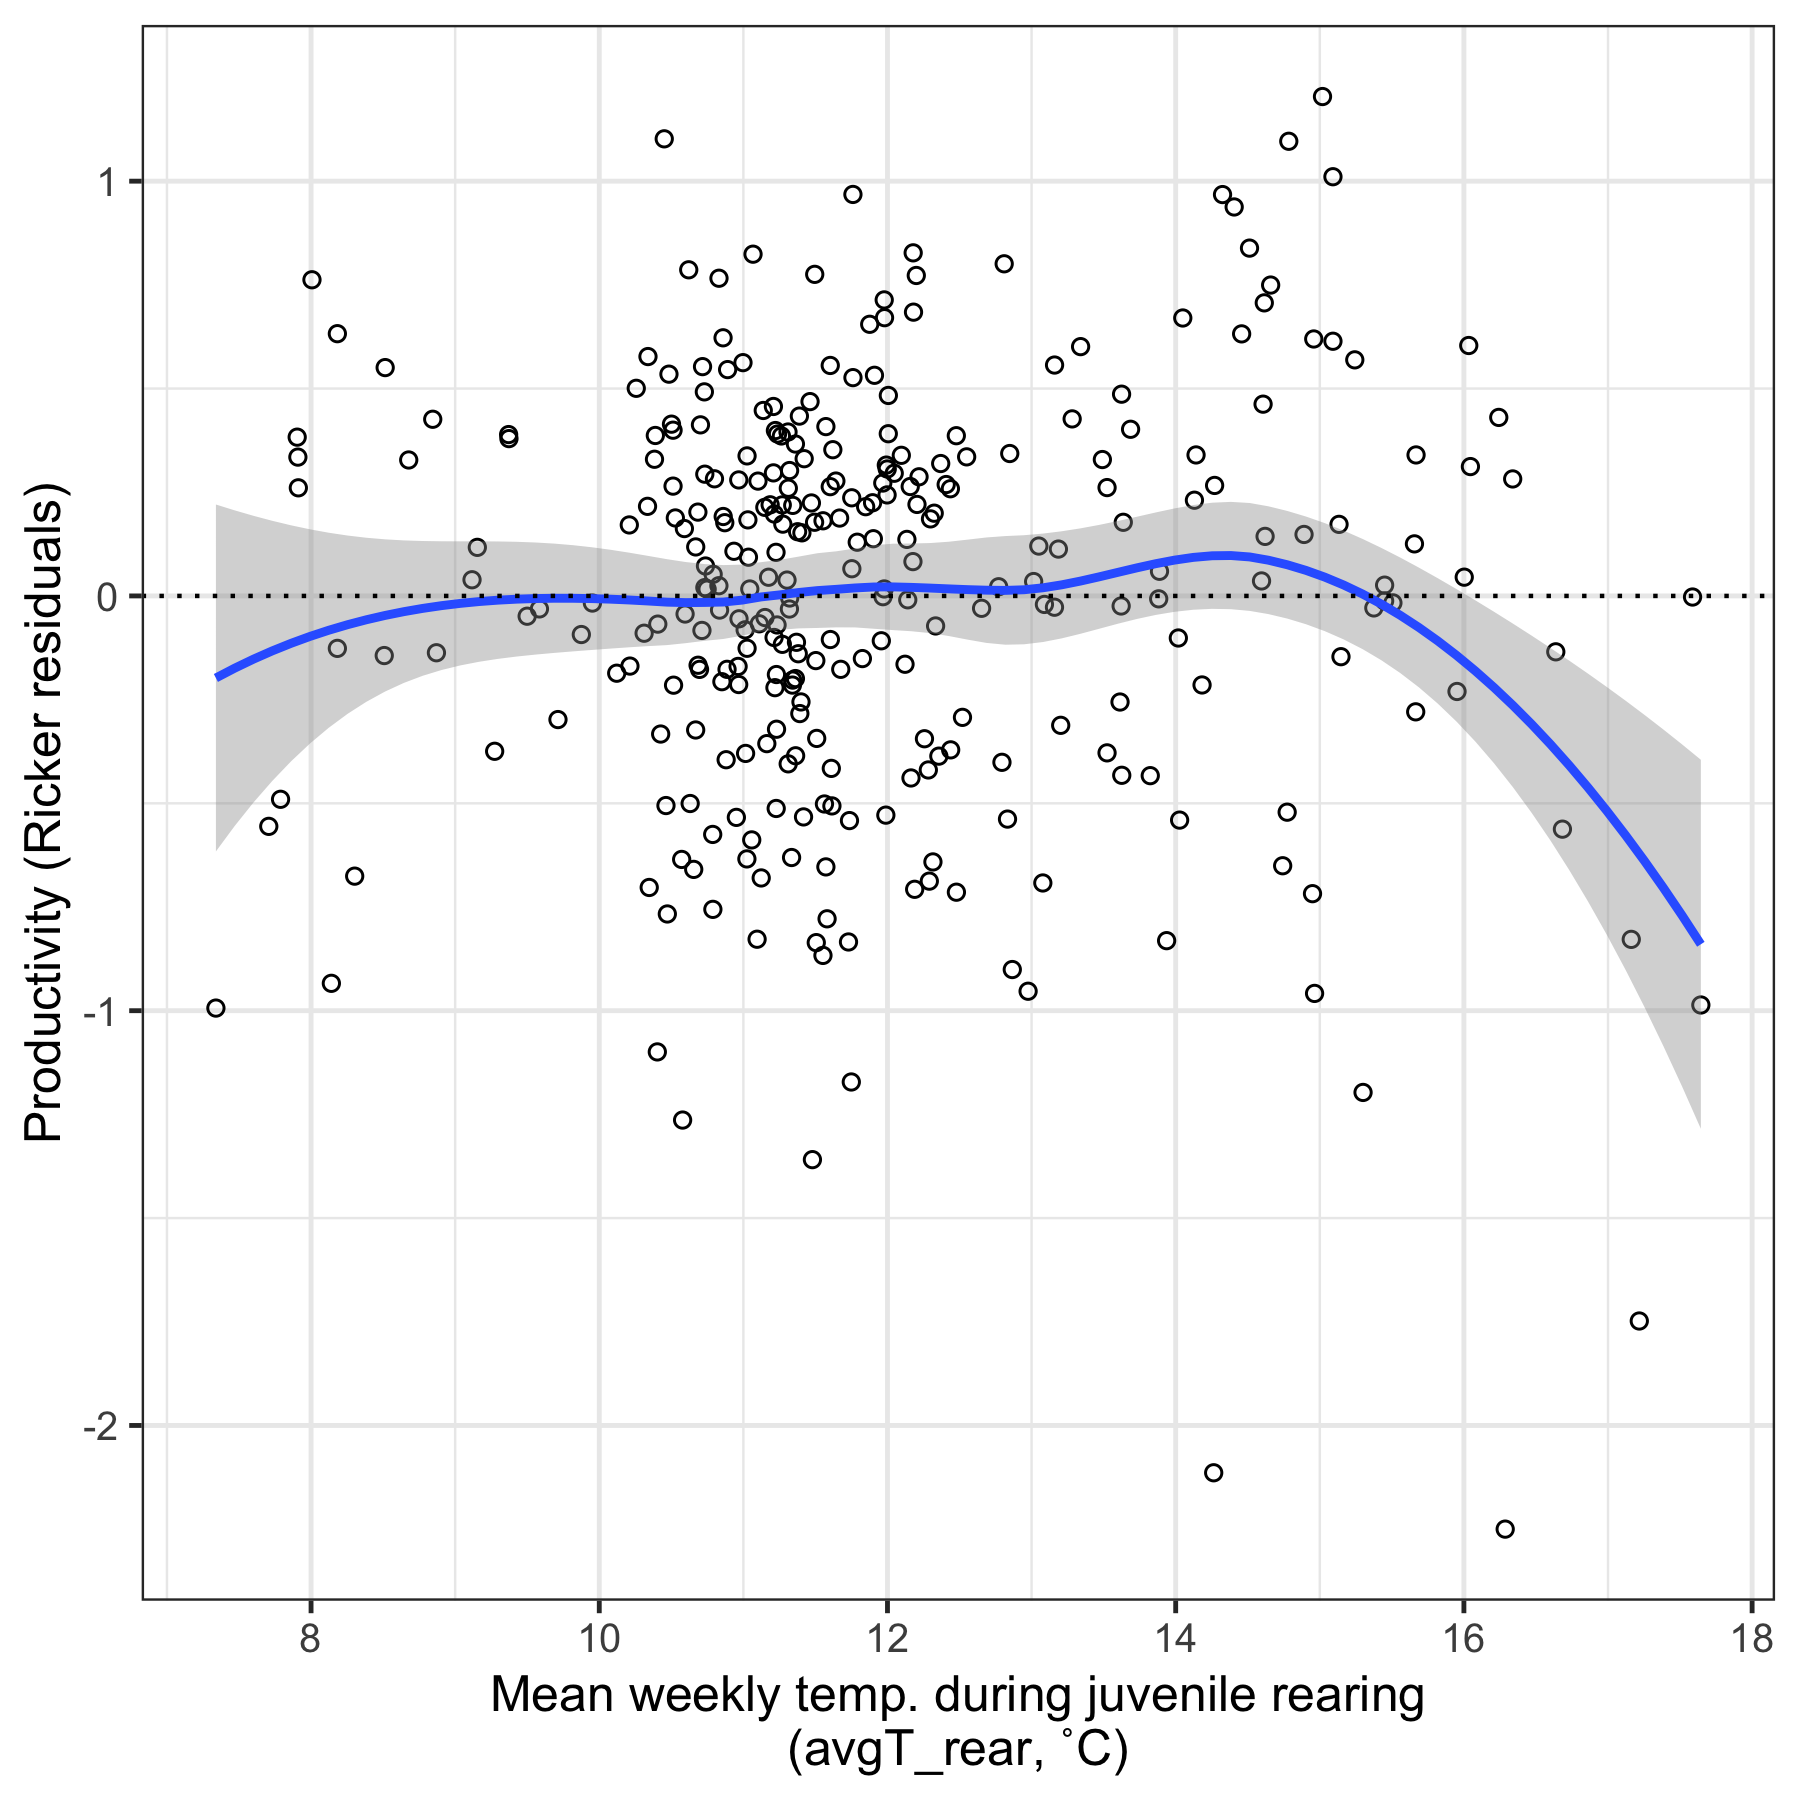 Productivity (Ricker residuals)
1
0
-1
-2
8 10 12 14 16 18
Mean weekly temp. during juvenile rearing
(avgT_rear, ˚C)